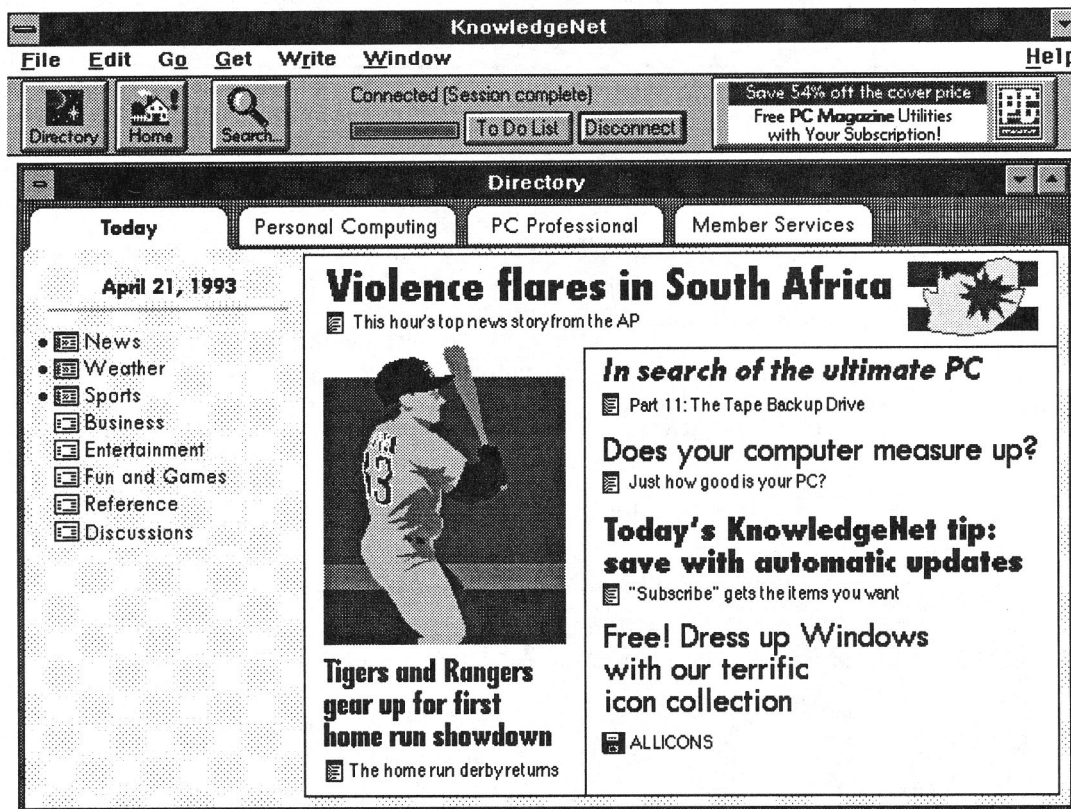 KnowledgeNet
File Edit Go Get Write Window Help
Directory
Home
Search...
Connected (Session complete)
To Do List
Disconnect
Save 54% off the cover price
Free PC Magazine Utilities
with Your Subscription!
PC
Directory
Today
Personal Computing
PC Professional
Member Services
April 21, 1993
News
Weather
Sports
Business
Entertainment
Fun and Games
Reference
Discussions
Violence flares in South Africa
This hour's top news story from the AP
13
Tigers and Rangers
gear up for first
home run showdown
The home run derby returns
In search of the ultimate PC
Part 11: The Tape Backup Drive
Does your computer measure up?
Just how good is your PC?
Today's KnowledgeNet tip:
save with automatic updates
"Subscribe" gets the items you want
Free! Dress up Windows
with our terrific
icon collection
ALLICONS